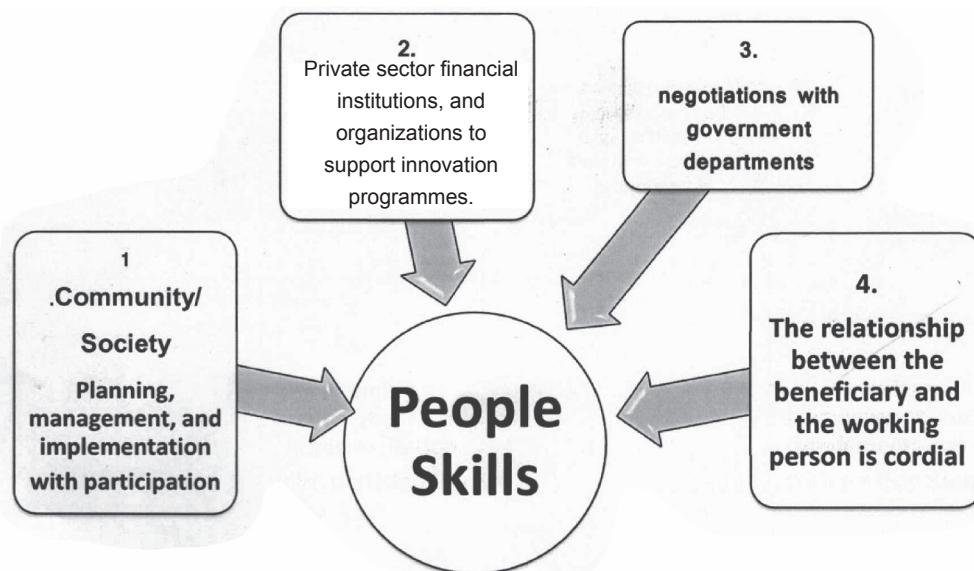 1
.Community/
Society
Planning,
management, and
implementation
with participation
2.
Private sector financial
institutions, and
organizations to
support innovation
programmes.
3.
negotiations with
government
departments
4.
The relationship
between the
beneficiary and
the working
person is cordial
People
Skills